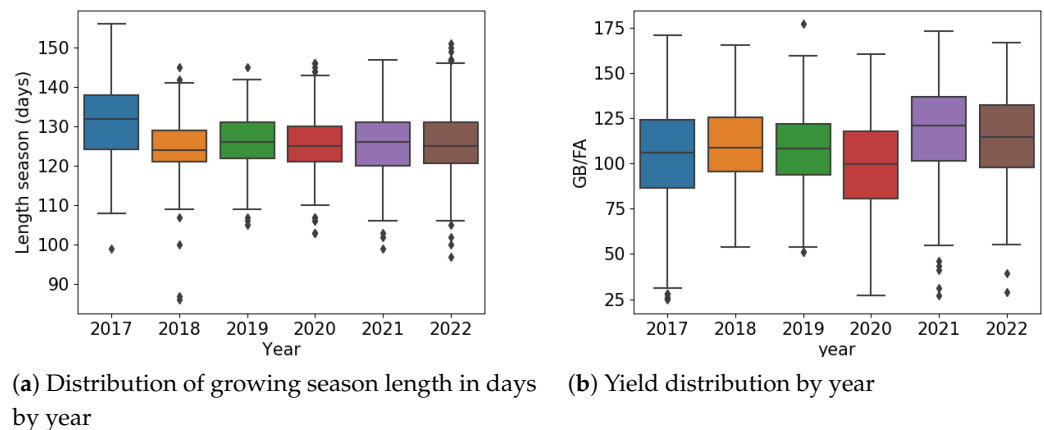 150
140
130
120
110
100
90
Length season (days)
2017 2018 2019 2020 2021 2022
Year
175
150
125
100
75
50
25
GB/FA
2017 2018 2019 2020 2021 2022
year
(a) Distribution of growing season length in days
by year
(b) Yield distribution by year